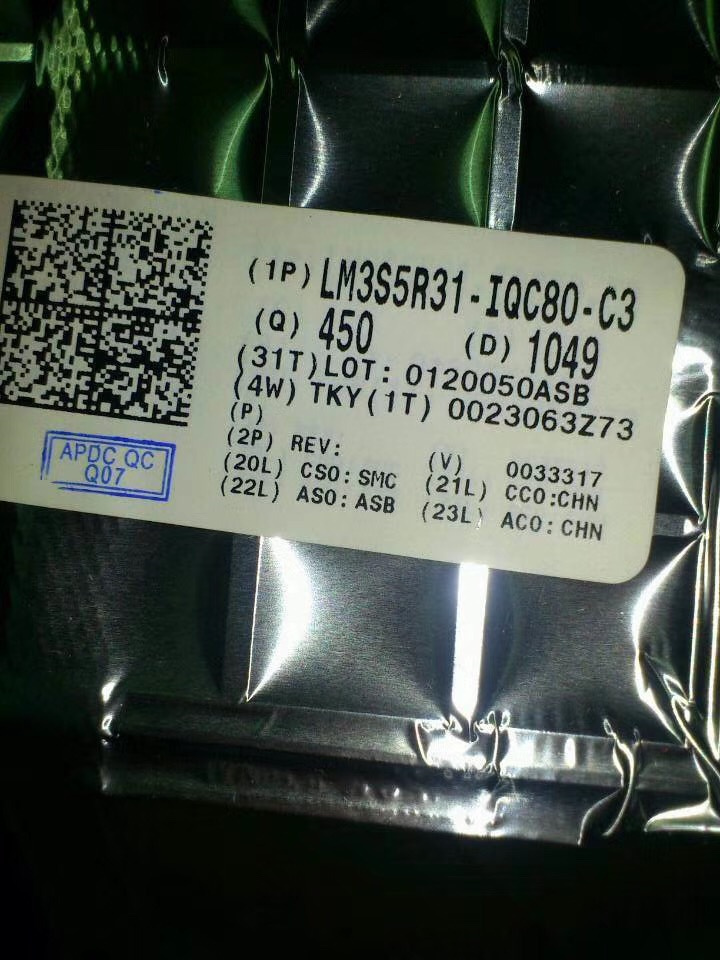 (1P) LM3S5R31-IQC80-C3
(Q) 450 (D) 1049
(31T)LOT: 0120050ASB
(4W) TKY(1T) 0023063Z73
(P)
(2P) REV: (V) 0033317
(20L) CSO: SMC (21L) CCO:CHN
(22L) ASO: ASB (23L) ACO: CHN
APDC QC
Q07